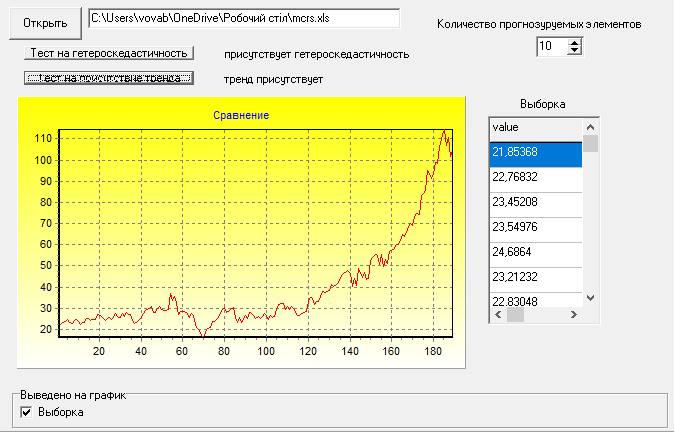 Открыть
C:\Users\vovab\OneDrive\Робочий стіл\mcrs.xls
Количество прогнозируемых элементов
10
Тест на гетероскедастичность
присутствует гетероскедастичность
Тест на присутствие тренда
тренд присутствует
Сравнение
110
100
90
80
70
60
50
40
30
20
20 40 60 80 100 120 140 160 180
Выборка
value
21,85368
22,76832
23,45208
23,54976
24,6864
23,21232
22,83048
Выведено на график
Выборка